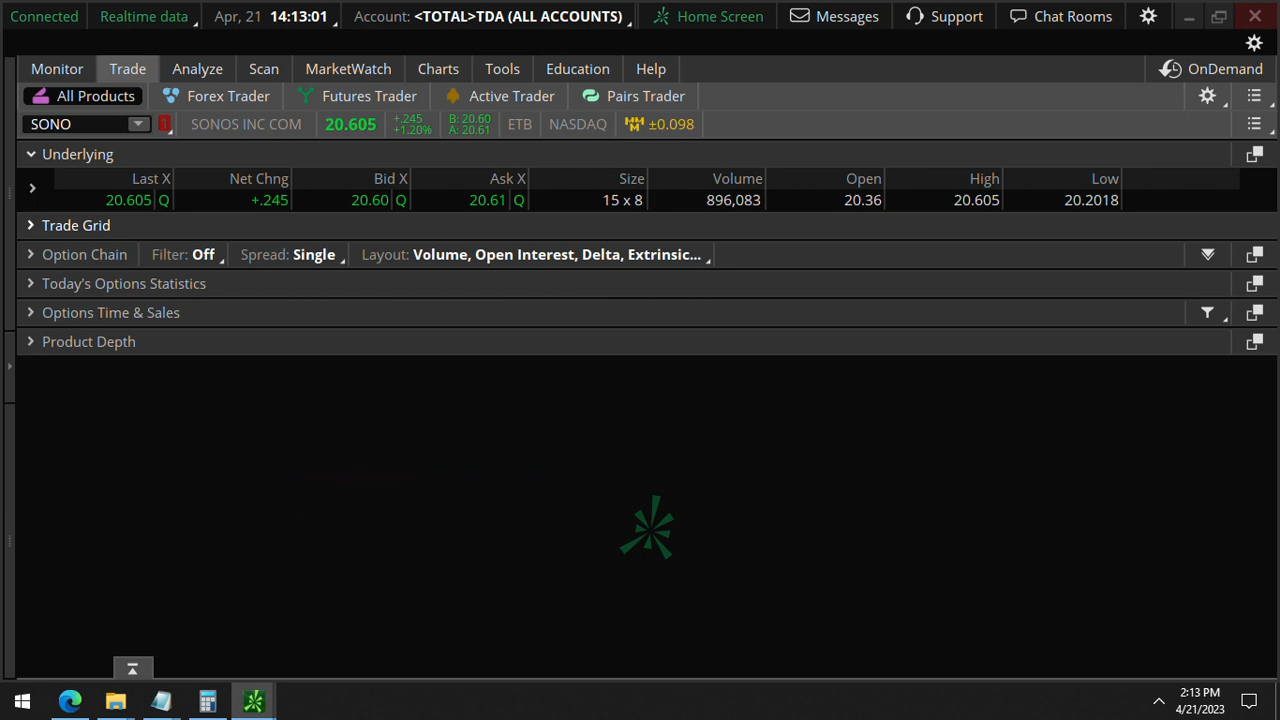 Connected Realtime data Apr, 21 14:13:01 Account: <TOTAL>TDA (ALL ACCOUNTS) Home Screen Messages Support Chat Rooms
Monitor Trade Analyze Scan MarketWatch Charts Tools Education Help OnDemand
All Products Forex Trader Futures Trader Active Trader Pairs Trader
SONO 1 SONOS INC COM 20.605 +.245 +1.20% B: 20.60 A: 20.61 ETB NASDAQ ±0.098
Underlying
Last X Net Chng Bid X Ask X Size Volume Open High Low
20.605 Q +.245 20.60 Q 20.61 Q 15 x 8 896,083 20.36 20.605 20.2018
Trade Grid
Option Chain Filter: Off Spread: Single Layout: Volume, Open Interest, Delta, Extrinsic...
Today's Options Statistics
Options Time & Sales
Product Depth
2:13 PM
4/21/2023